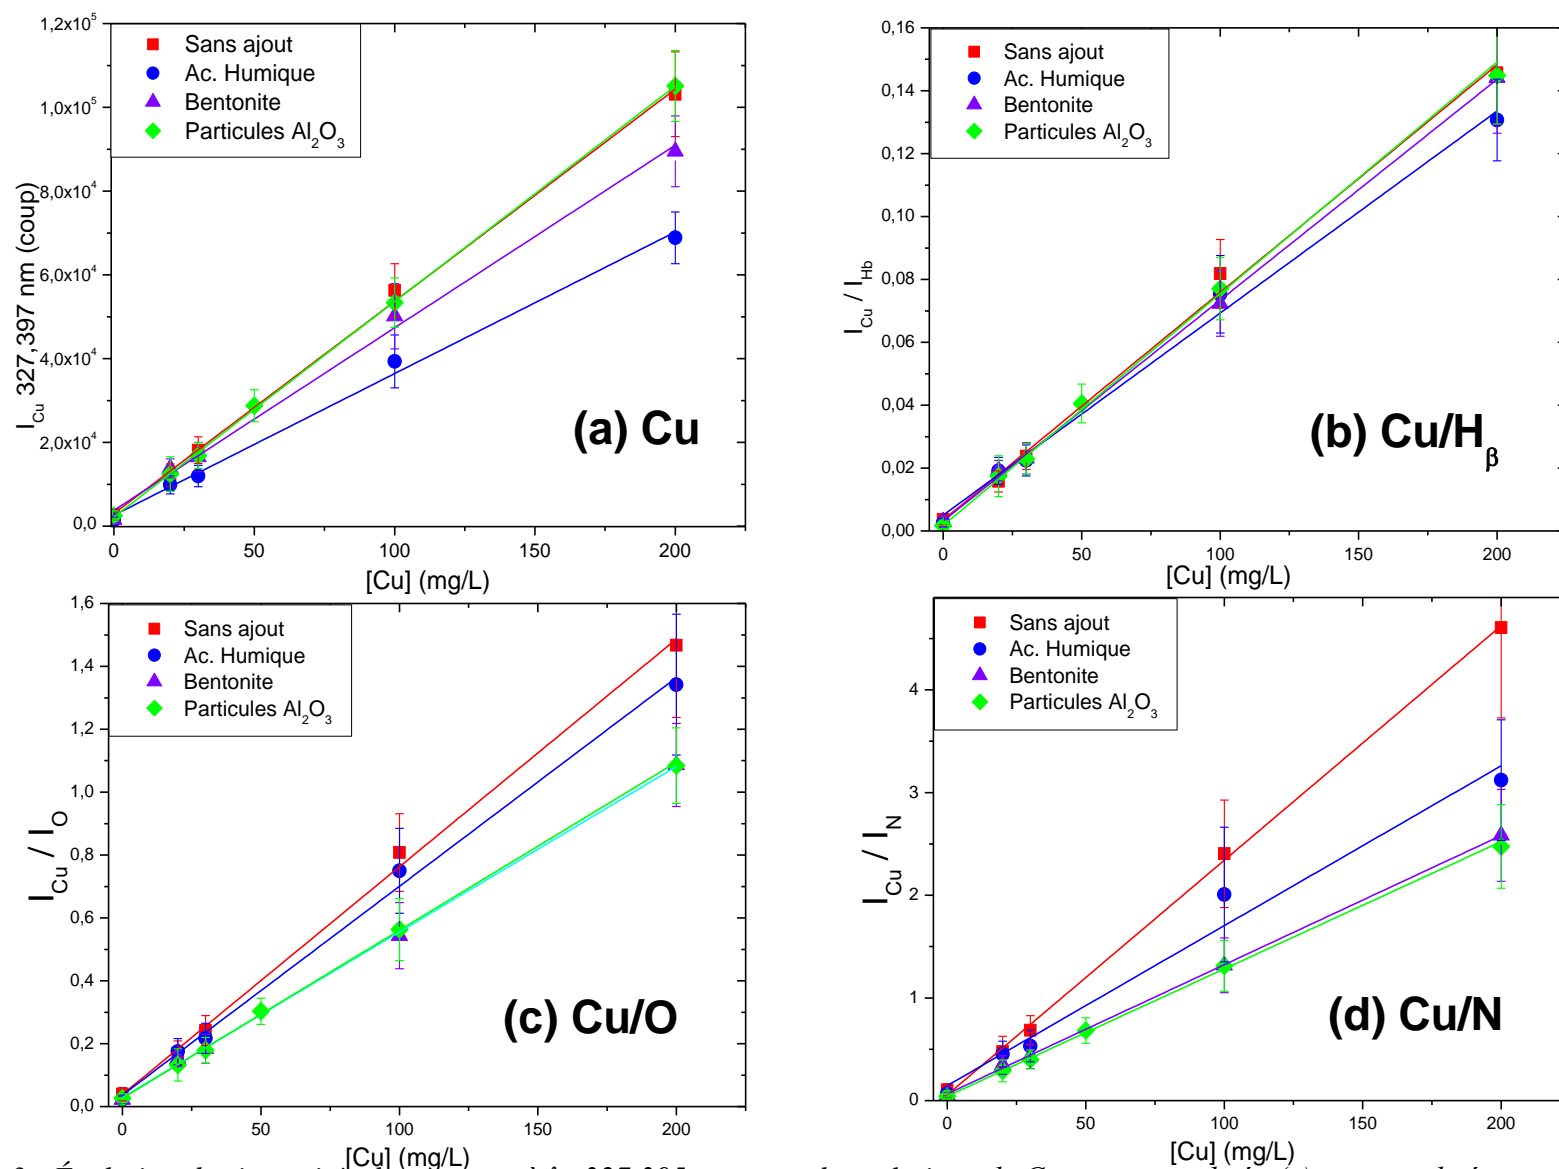 1,2x10⁵
1,0x10⁵
8,0x10⁴
6,0x10⁴
4,0x10⁴
2,0x10⁴
0,0
I_Cu 327,397 nm (coup)
Sans ajout
Ac. Humique
Bentonite
Particules Al₂O₃
(a) Cu
0 50 100 150 200
[Cu] (mg/L)
0,16
0,14
0,12
0,10
0,08
0,06
0,04
0,02
0,00
I_Cu / I_Hb
Sans ajout
Ac. Humique
Bentonite
Particules Al₂O₃
(b) Cu/H_β
0 50 100 150 200
[Cu] (mg/L)
1,6
1,4
1,2
1,0
0,8
0,6
0,4
0,2
0,0
I_Cu / I_O
Sans ajout
Ac. Humique
Bentonite
Particules Al₂O₃
(c) Cu/O
0 50 100 150 200
[Cu] (mg/L)
4
3
2
1
0
I_Cu / I_N
Sans ajout
Ac. Humique
Bentonite
Particules Al₂O₃
(d) Cu/N
0 50 100 150 200
[Cu] (mg/L)